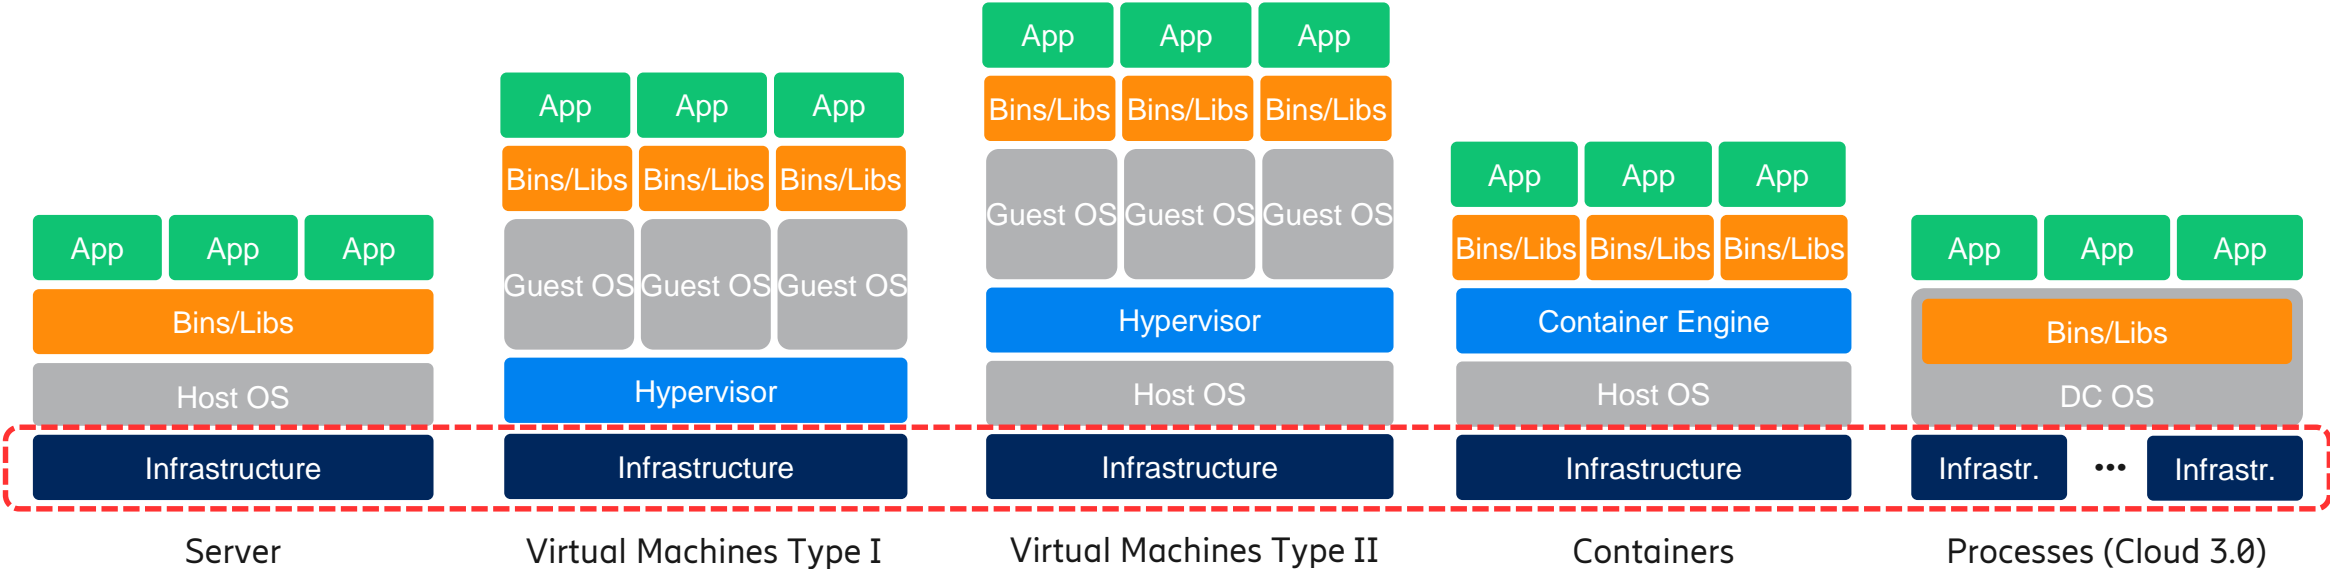 App App App
Bins/Libs
Host OS
Infrastructure
Server
App App App
Bins/Libs Bins/Libs Bins/Libs
Guest OS Guest OS Guest OS
Hypervisor
Infrastructure
Virtual Machines Type I
App App App
Bins/Libs Bins/Libs Bins/Libs
Guest OS Guest OS Guest OS
Hypervisor
Host OS
Infrastructure
Virtual Machines Type II
App App App
Bins/Libs Bins/Libs Bins/Libs
Container Engine
Host OS
Infrastructure
Containers
App App App
Bins/Libs
DC OS
Infrastr. ... Infrastr.
Processes (Cloud 3.0)